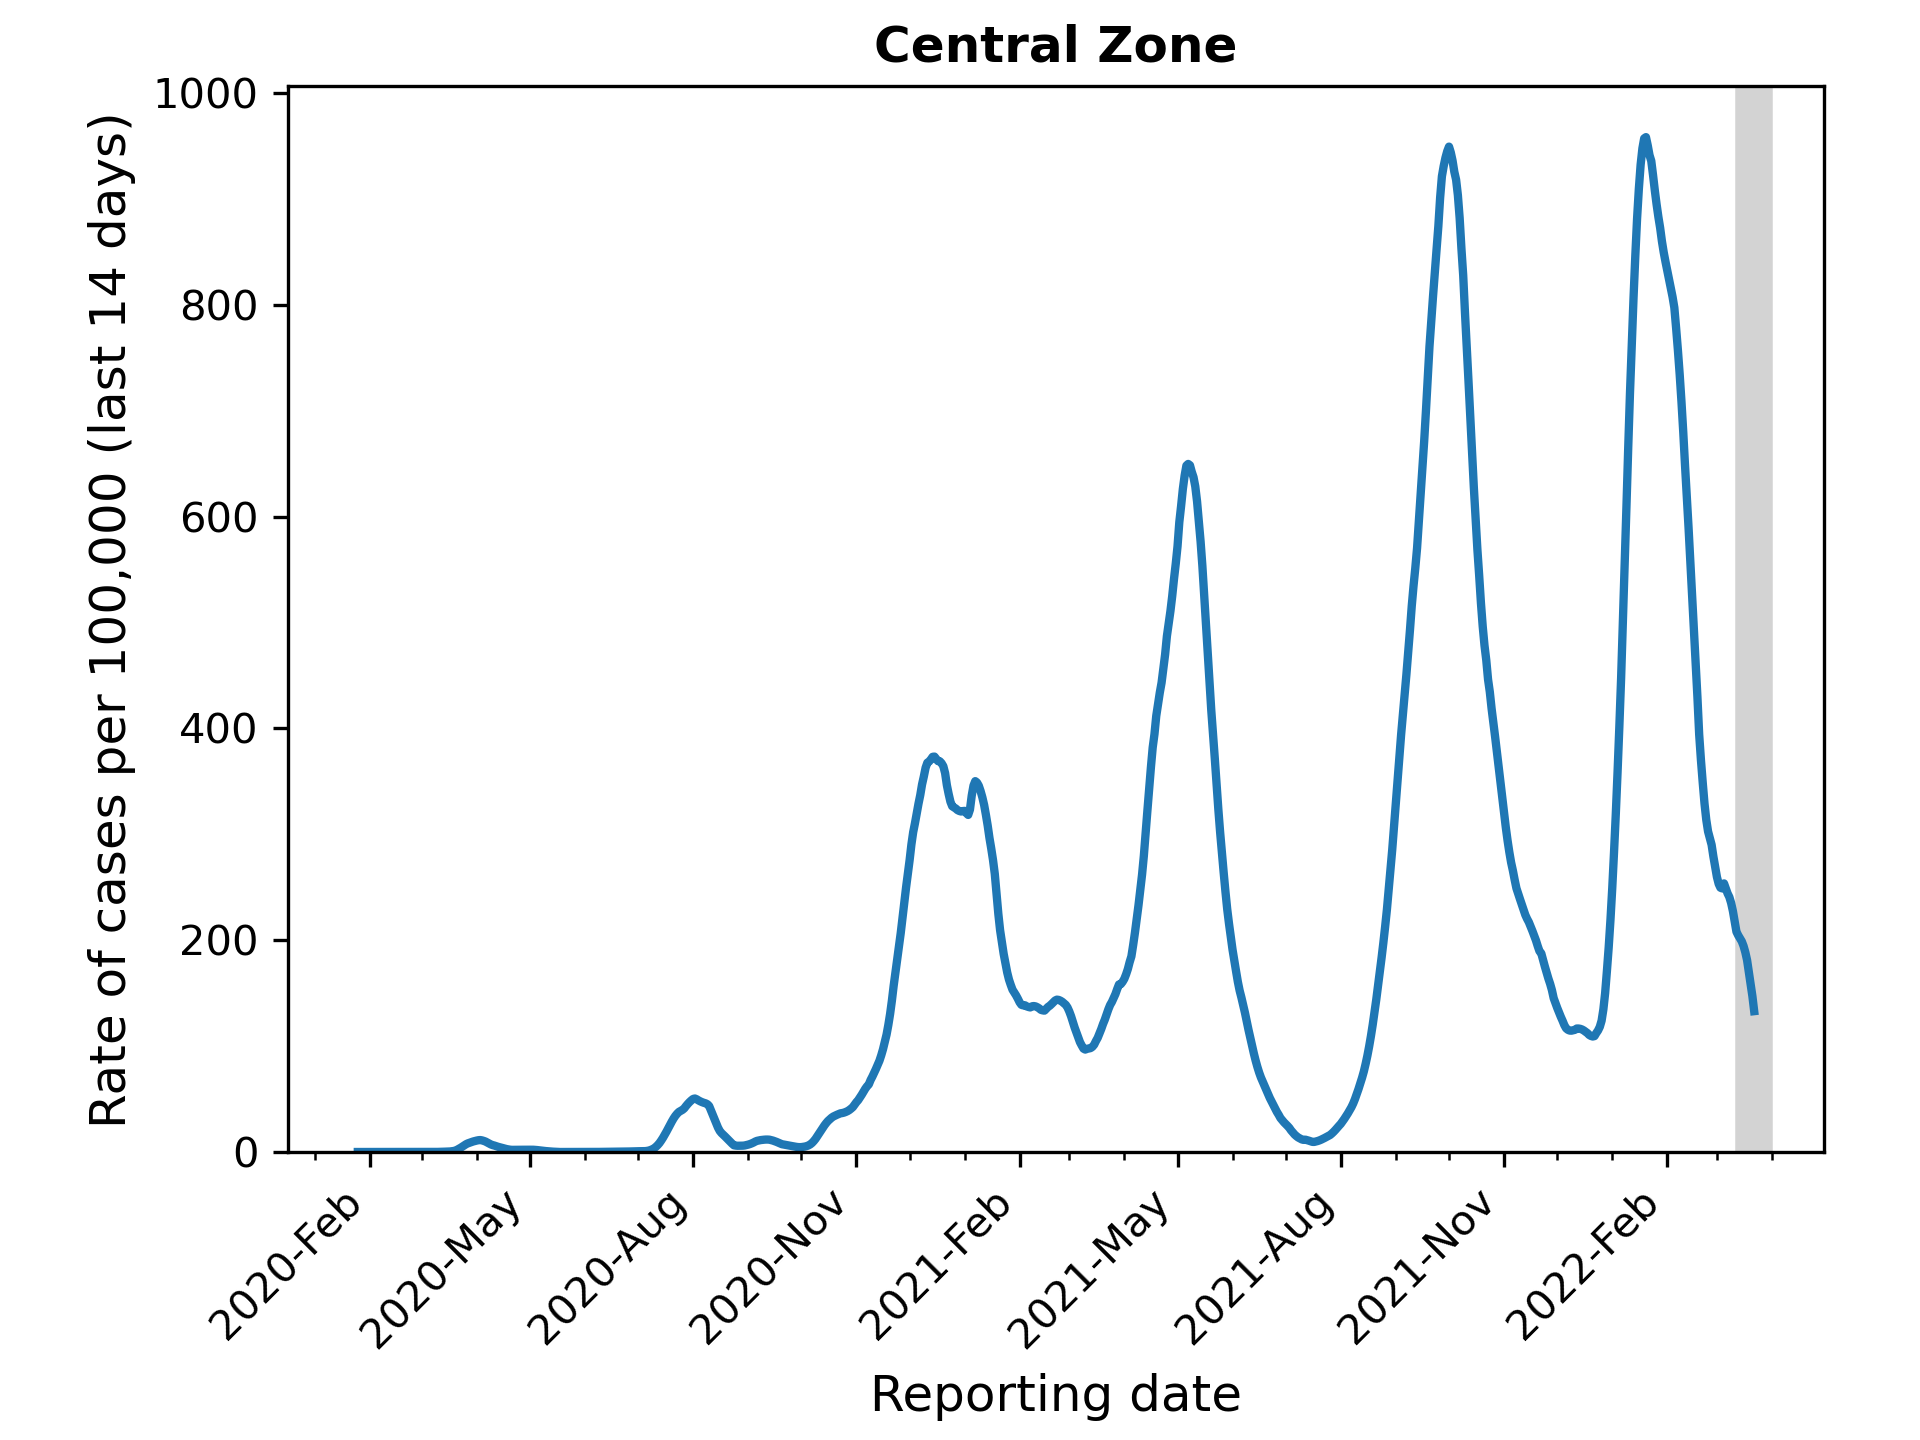 Central Zone
Rate of cases per 100,000 (last 14 days)
1000
800
600
400
200
0
2020-Feb
2020-May
2020-Aug
2020-Nov
2021-Feb
2021-May
2021-Aug
2021-Nov
2022-Feb
Reporting date